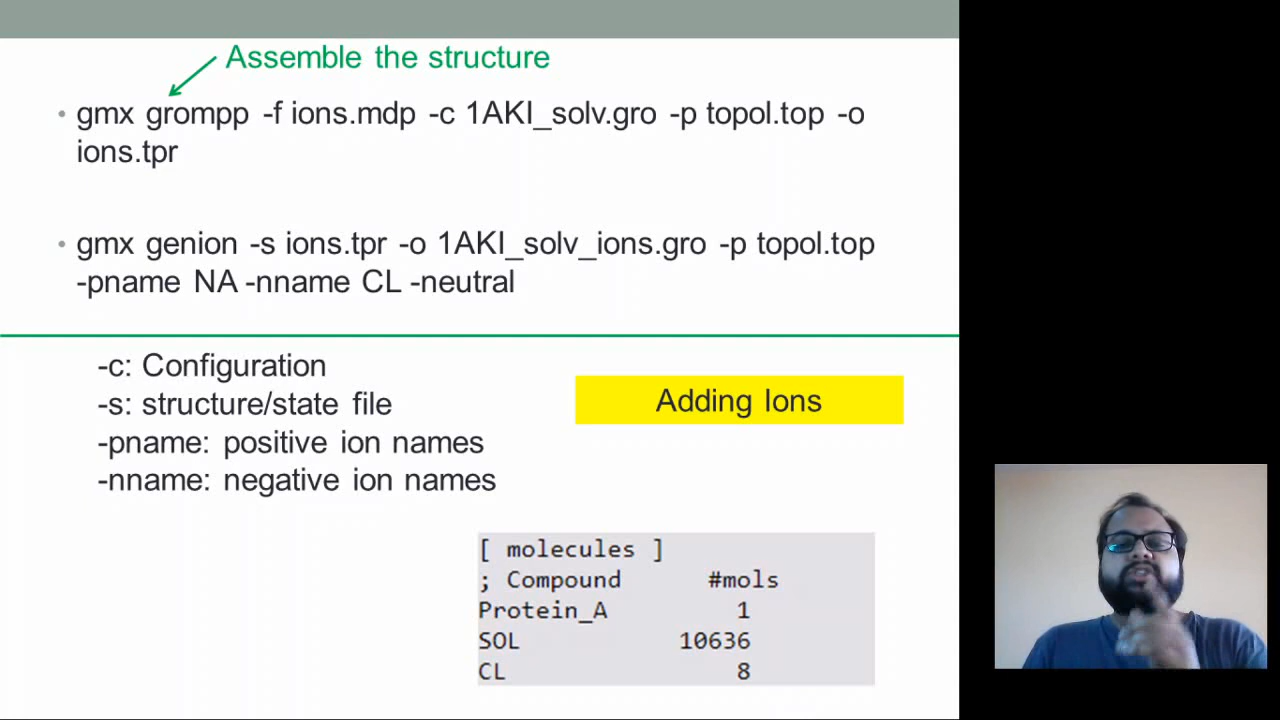 Assemble the structure
• gmx grompp -f ions.mdp -c 1AKI_solv.gro -p topol.top -o
ions.tpr
• gmx genion -s ions.tpr -o 1AKI_solv_ions.gro -p topol.top
-pname NA -nname CL -neutral
-c: Configuration
-s: structure/state file
-pname: positive ion names
-nname: negative ion names
Adding Ions
[ molecules ]
; Compound #mols
Protein_A 1
SOL 10636
CL 8